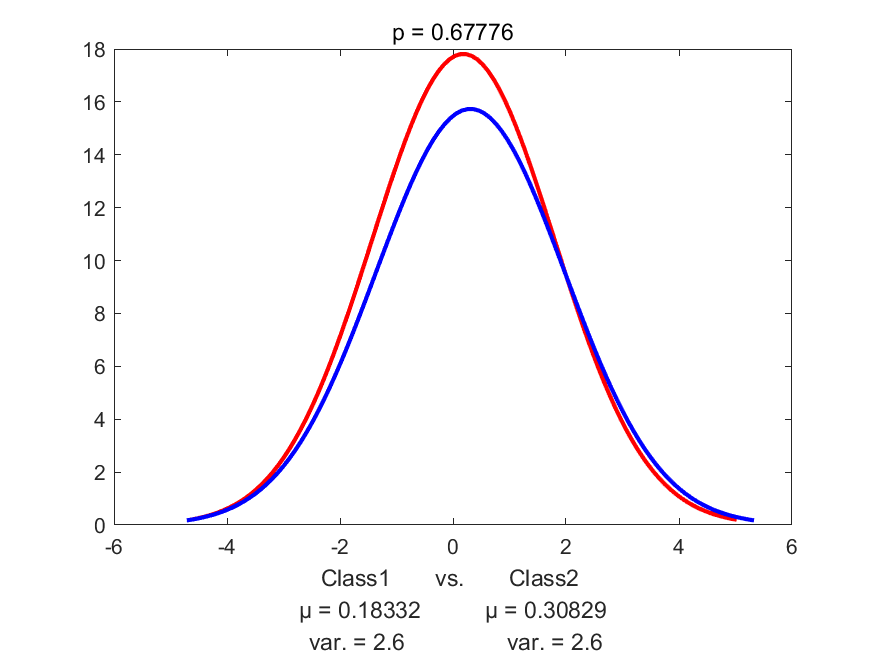 p = 0.67776
18
16
14
12
10
8
6
4
2
0
-6 -4 -2 0 2 4 6
Class1 vs. Class2
μ = 0.18332 μ = 0.30829
var. = 2.6 var. = 2.6